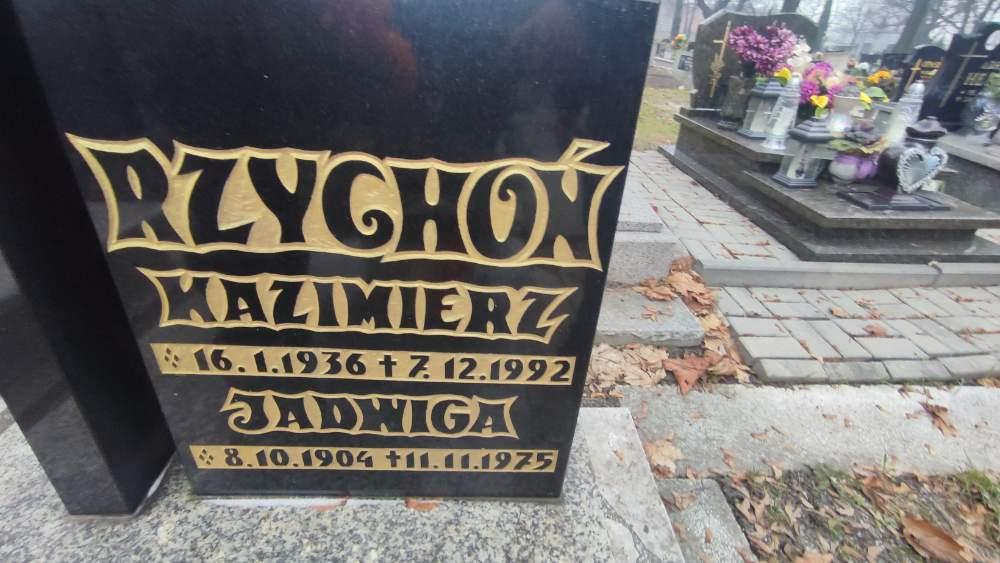 RZYCHOŃ
KAZIMIERZ
16.1.1936 † 7.12.1992
JADWIGA
8.10.1904 † 11.11.1975